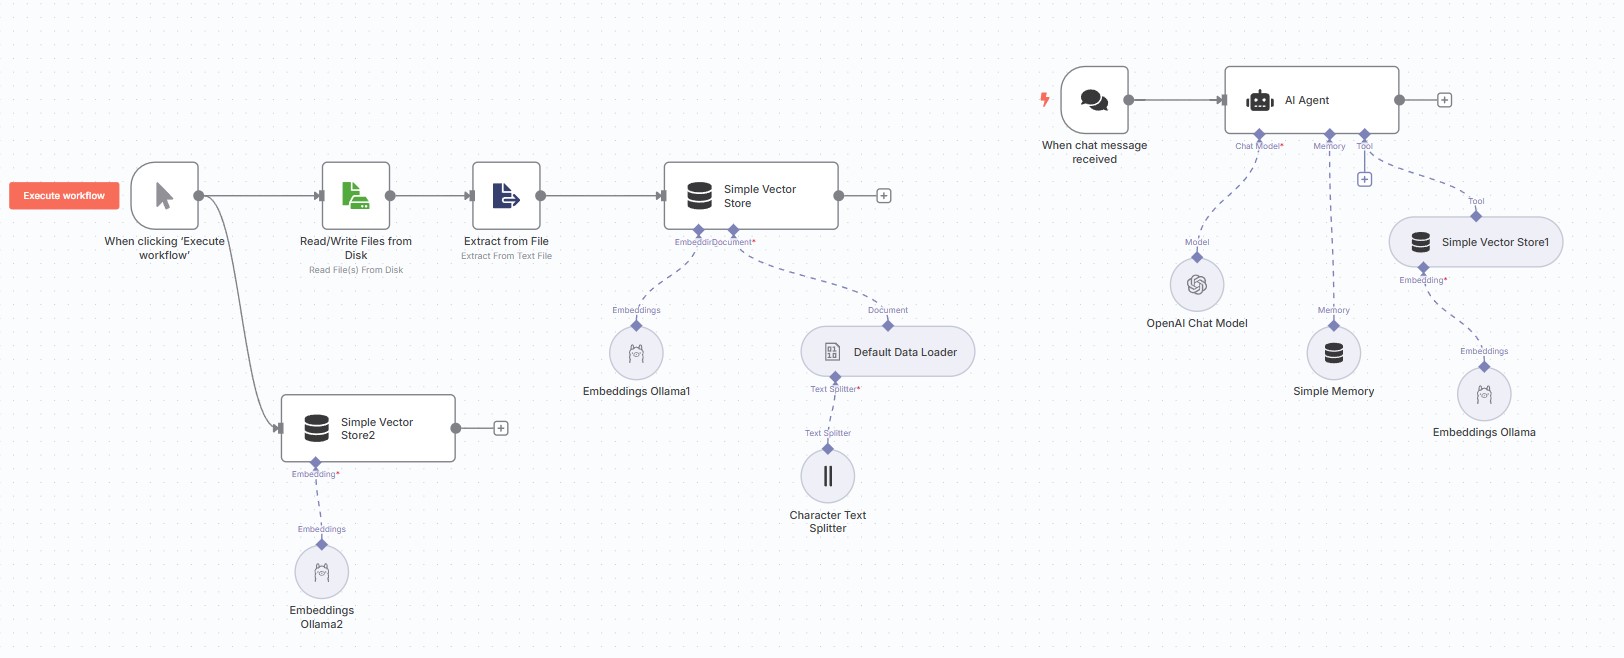 When chat message
received
AI Agent
Chat Model*
Memory
Tool
Model
OpenAI Chat Model
Memory
Simple Memory
Tool
Simple Vector Store1
Embedding*
Embeddings
Embeddings Ollama
Execute workflow
When clicking ‘Execute
workflow’
Read/Write Files from
Disk
Read File(s) From Disk
Extract from File
Extract From Text File
Simple Vector
Store
Document*
Embeddings
Embeddings Ollama1
Document
Default Data Loader
Text Splitter*
Text Splitter
Character Text
Splitter
Simple Vector
Store2
Embedding*
Embeddings
Embeddings
Ollama2